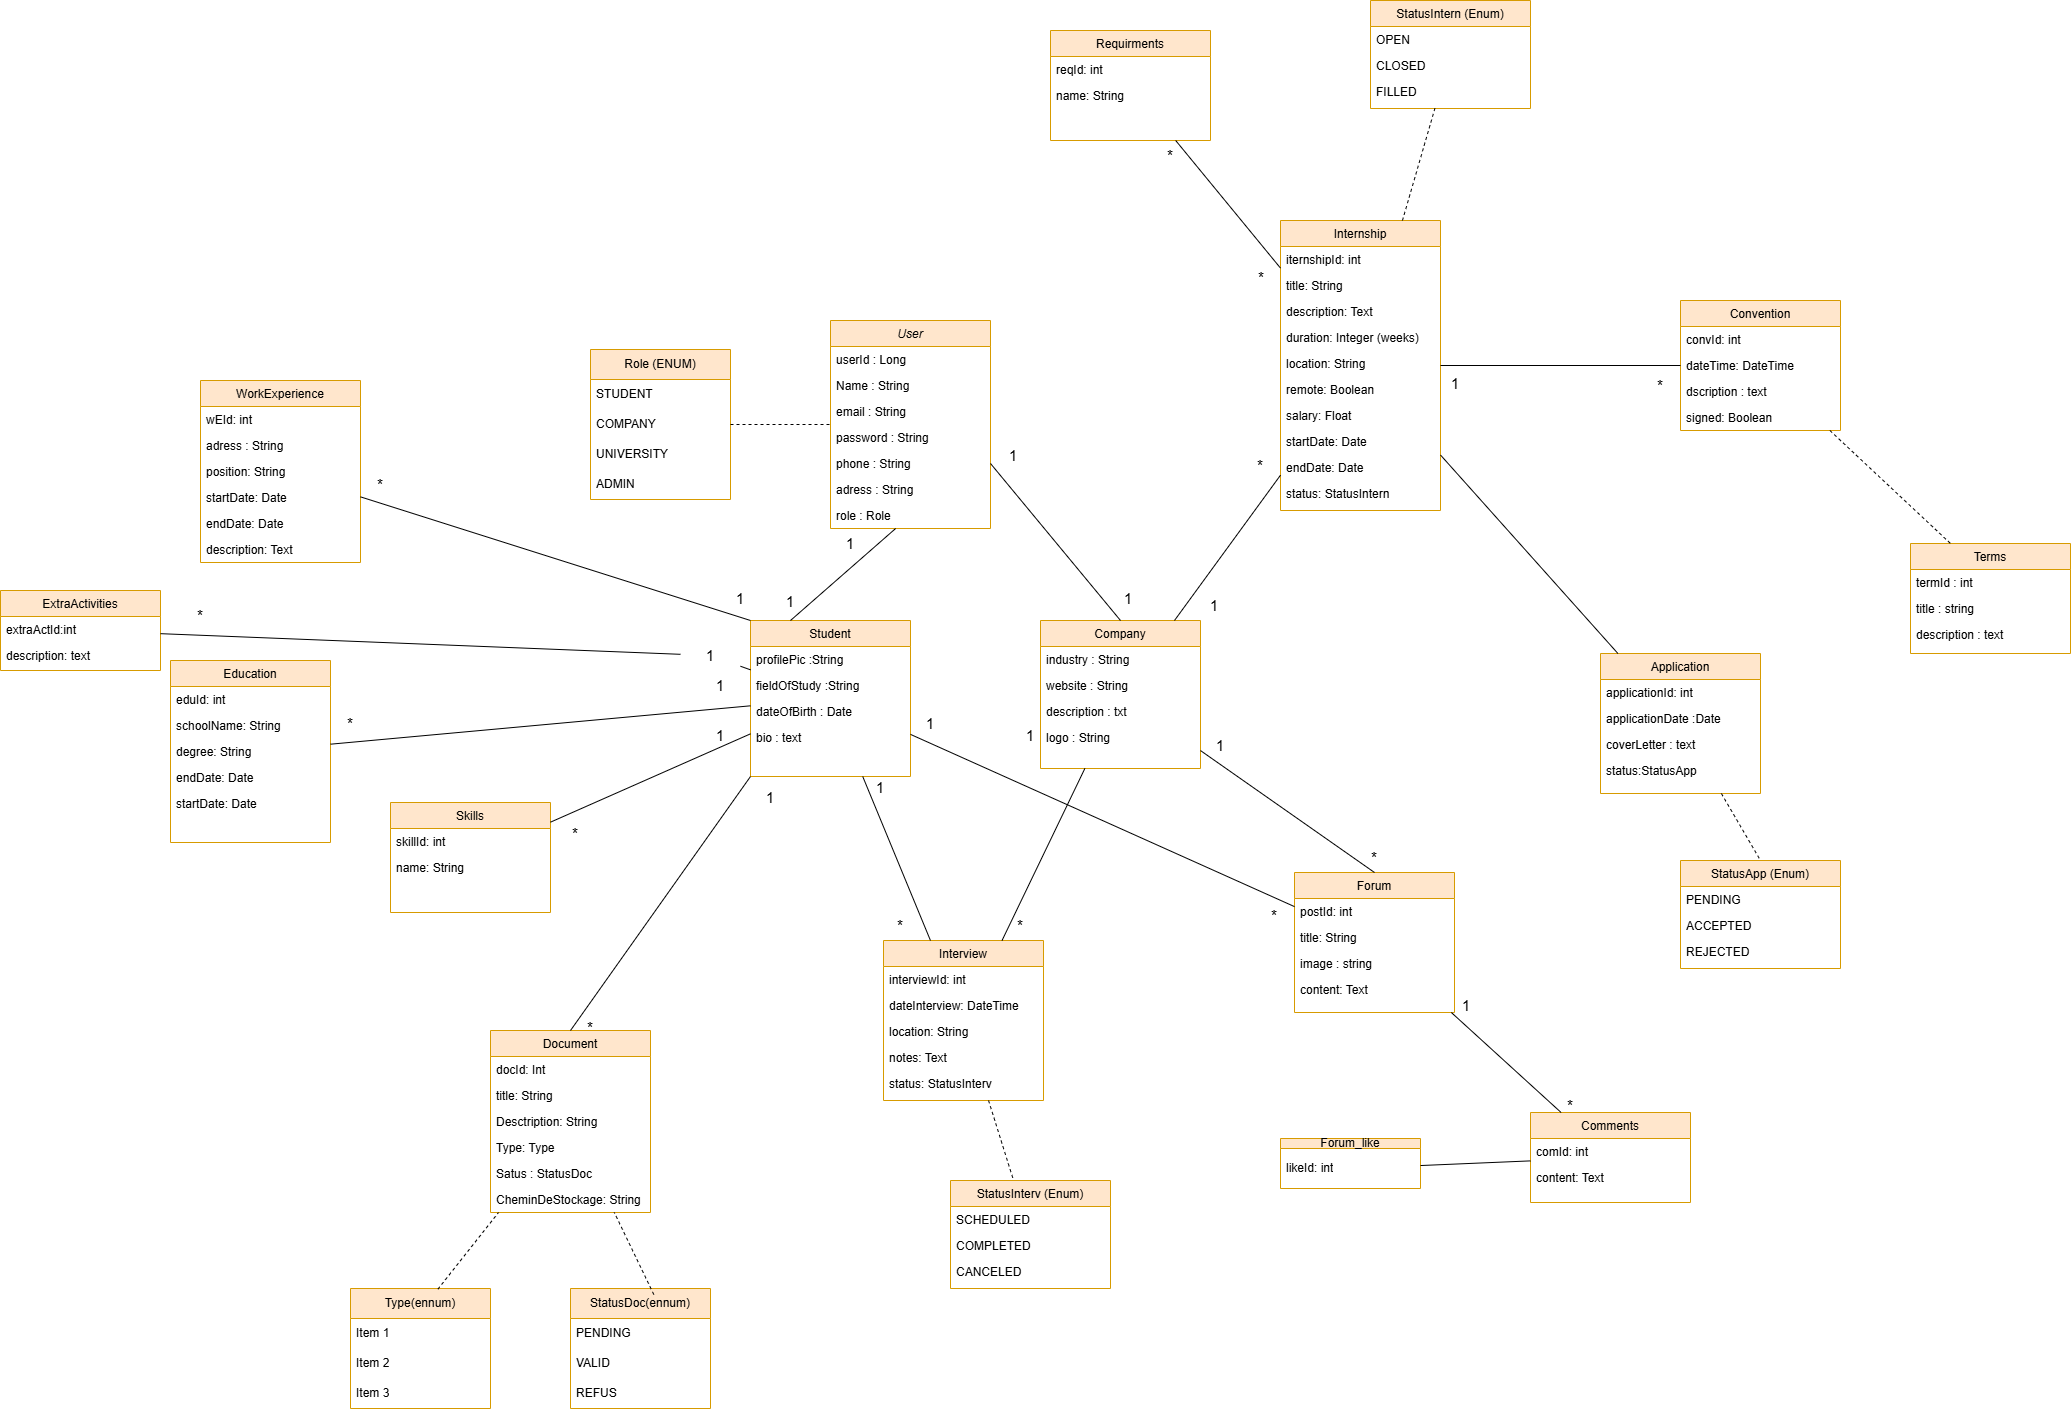 StatusIntern (Enum)
OPEN
CLOSED
FILLED
Requirments
reqId: int
name: String
*
*
Internship
iternshipId: int
title: String
description: Text
duration: Integer (weeks)
location: String
remote: Boolean
salary: Float
startDate: Date
endDate: Date
status: StatusIntern
Convention
convId: int
dateTime: DateTime
dscription : text
signed: Boolean
1
*
User
userId : Long
Name : String
email : String
password : String
phone : String
adress : String
role : Role
Role (ENUM)
STUDENT
COMPANY
UNIVERSITY
ADMIN
WorkExperience
wEId: int
adress : String
position: String
startDate: Date
endDate: Date
description: Text
*
1
*
1
1
1
1
1
Terms
termId : int
title : string
description : text
ExtraActivities
extraActId:int
description: text
*
1
Student
profilePic :String
fieldOfStudy :String
dateOfBirth : Date
bio : text
Company
industry : String
website : String
description : txt
logo : String
Application
applicationId: int
applicationDate :Date
coverLetter : text
status:StatusApp
Education
eduId: int
schoolName: String
degree: String
endDate: Date
startDate: Date
1
*
1
1
1
1
1
1
Skills
skillId: int
name: String
*
*
*
*
*
StatusApp (Enum)
PENDING
ACCEPTED
REJECTED
Forum
postId: int
title: String
image : string
content: Text
Interview
interviewId: int
dateInterview: DateTime
location: String
notes: Text
status: StatusInterv
1
*
*
Document
docId: Int
title: String
Desctription: String
Type: Type
Satus : StatusDoc
CheminDeStockage: String
Comments
comId: int
content: Text
Forum_like
likeId: int
StatusInterv (Enum)
SCHEDULED
COMPLETED
CANCELED
Type(ennum)
Item 1
Item 2
Item 3
StatusDoc(ennum)
PENDING
VALID
REFUS